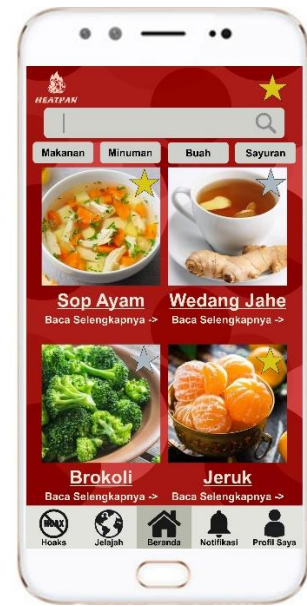 HEATPAN
Makanan Minuman Buah Sayuran
Sop Ayam Wedang Jahe
Baca Selengkapnya -> Baca Selengkapnya ->
Brokoli Jeruk
Baca Selengkapnya -> Baca Selengkapnya ->
HOAX
Hoaks Jelajah Beranda Notifikasi Profil Saya